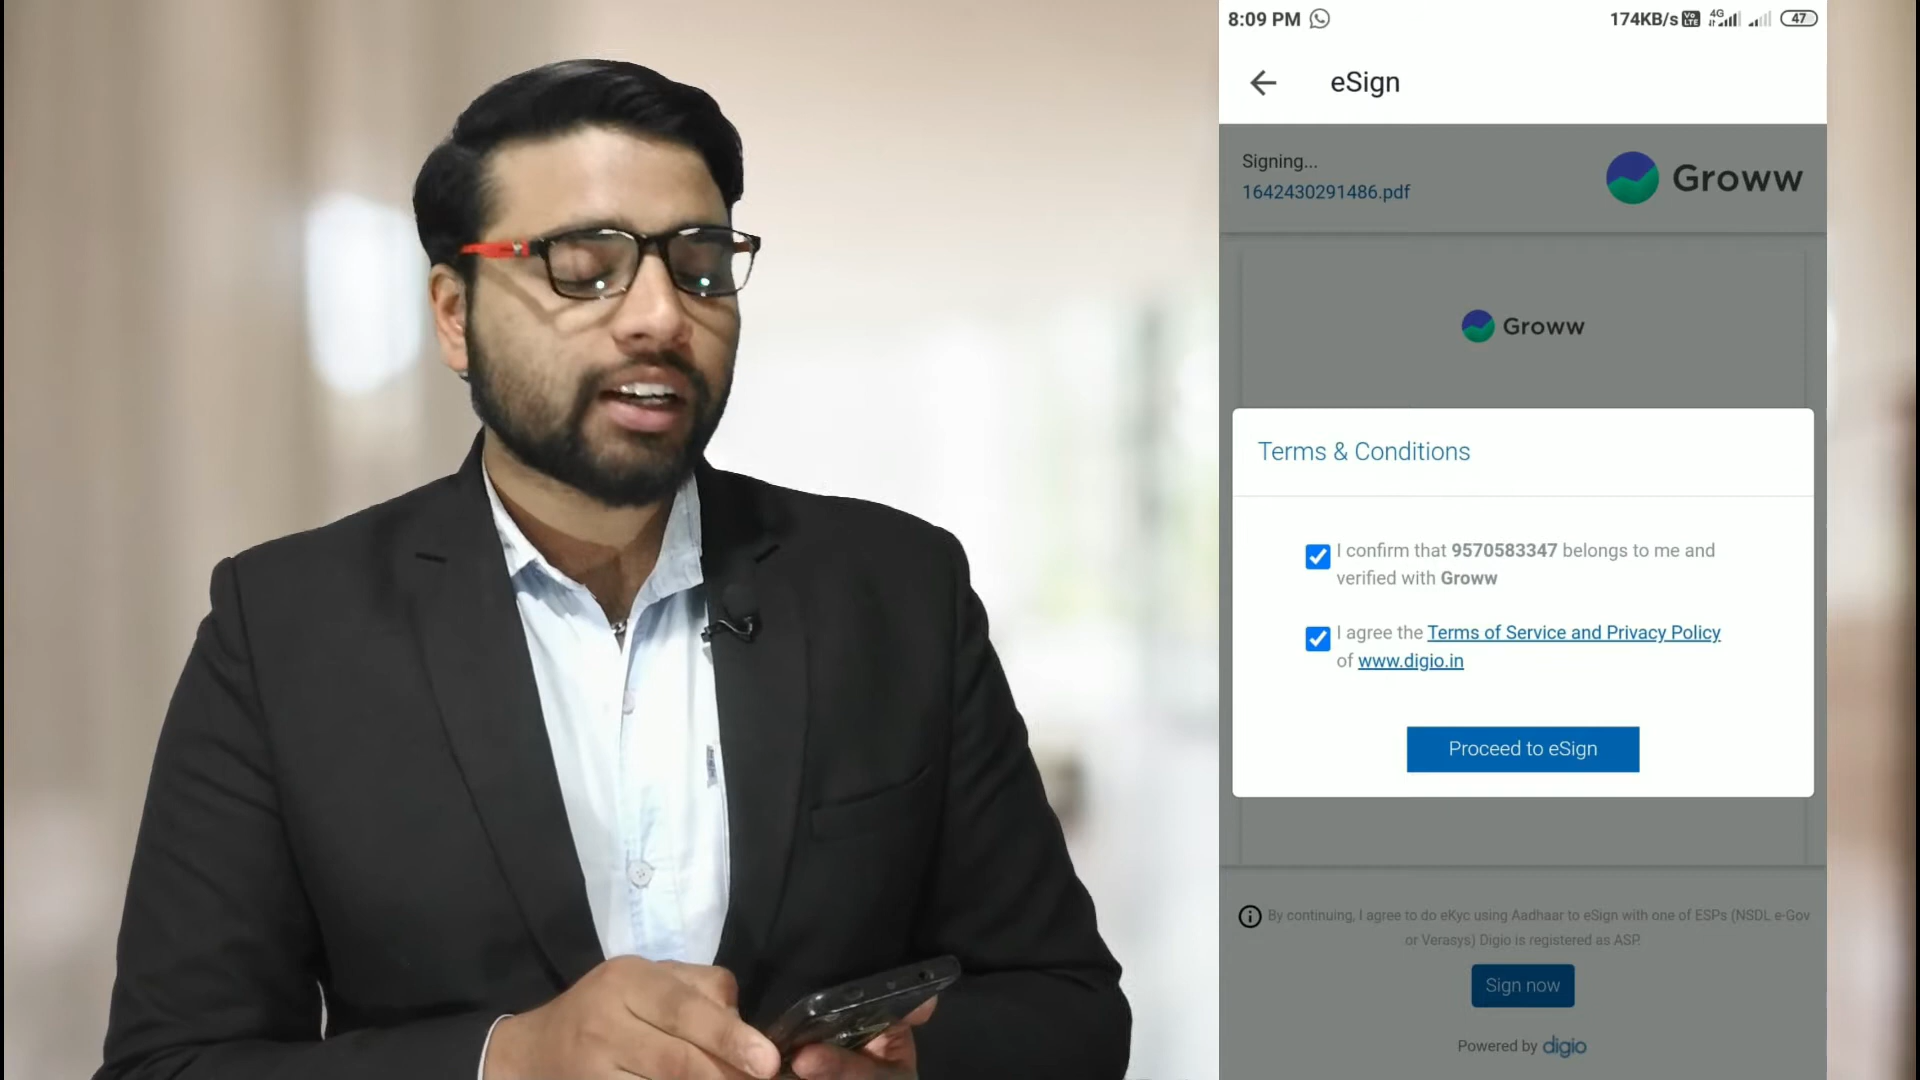 8:09 PM
174KB/s Vo LTE 4G 47
eSign
Signing...
1642430291486.pdf
Groww
Groww
Terms & Conditions
I confirm that 9570583347 belongs to me and
verified with Groww
I agree the Terms of Service and Privacy Policy
of www.digio.in
Proceed to eSign
By continuing, I agree to do eKyc using Aadhaar to eSign with one of ESPs (NSDL e-Gov
or Verasys) Digio is registered as ASP.
Sign now
Powered by digio